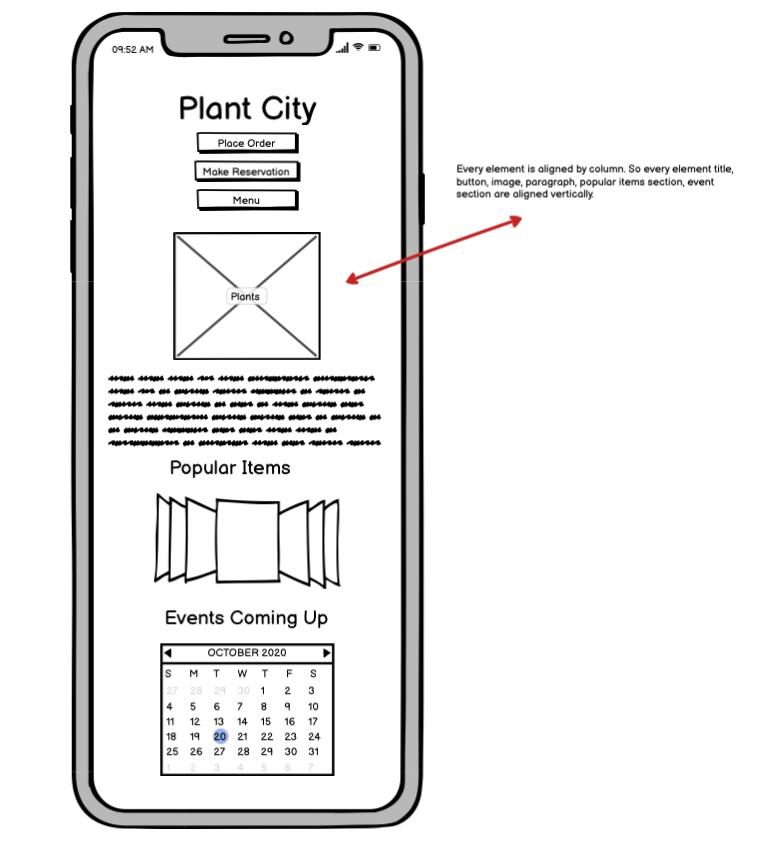 09:52 AM
Plant City
Place Order
Make Reservation
Menu
Every element is aligned by column. So every element title,
button, image, paragraph, popular items section, event
section are aligned vertically.
Plants
Popular Items
Events Coming Up
OCTOBER 2020
S M T W T F S
27 28 29 30 1 2 3
4 5 6 7 8 9 10
11 12 13 14 15 16 17
18 19 20 21 22 23 24
25 26 27 28 29 30 31
1 2 3 4 5 6 7